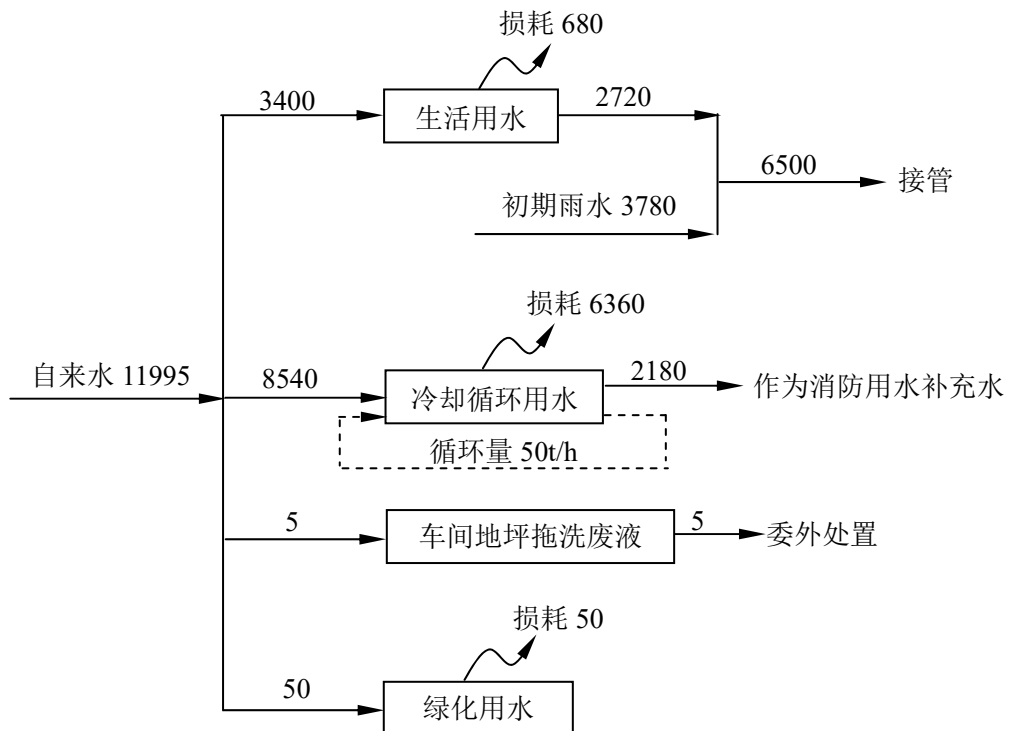 损耗 680
3400
生活用水
2720
6500
接管
初期雨水 3780
损耗 6360
自来水 11995
8540
冷却循环用水
2180
作为消防用水补充水
循环量 50t/h
5
车间地坪拖洗废液
5
委外处置
损耗 50
50
绿化用水